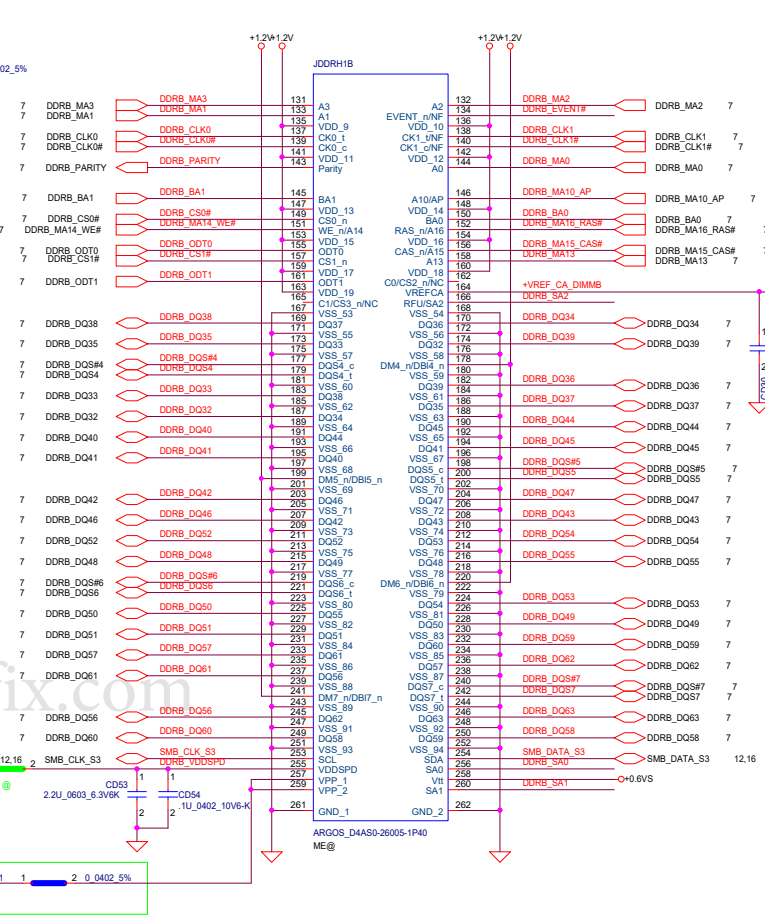 +1.2V +1.2V +1.2V +1.2V
02_5%
JDDRH1B
7 DDRB_MA3 DDRB_MA3 131 A3 A2 132 DDRB_MA2 DDRB_MA2 7
7 DDRB_MA1 DDRB_MA1 133 A1 EVENT_n/NF 134 DDRB_EVENT#
135 VDD_9 VDD_10 136
7 DDRB_CLK0 DDRB_CLK0 137 CK0_t CK1_t/NF 138 DDRB_CLK1 DDRB_CLK1 7
7 DDRB_CLK0# DDRB_CLK0# 139 CK0_c CK1_c/NF 140 DDRB_CLK1# DDRB_CLK1# 7
141 VDD_11 VDD_12 142
7 DDRB_PARITY DDRB_PARITY 143 Parity A0 144 DDRB_MA0 DDRB_MA0 7
7 DDRB_BA1 DDRB_BA1 145 BA1 A10/AP 146 DDRB_MA10_AP DDRB_MA10_AP 7
147 VDD_13 VDD_14 148
7 DDRB_CS0# DDRB_CS0# 149 CS0_n BA0 150 DDRB_BA0 DDRB_BA0 7
7 DDRB_MA14_WE# DDRB_MA14_WE# 151 WE_n/A14 RAS_n/A16 152 DDRB_MA16_RAS# DDRB_MA16_RAS# 7
153 VDD_15 VDD_16 154
7 DDRB_ODT0 DDRB_ODT0 155 ODT0 CAS_n/A15 156 DDRB_MA15_CAS# DDRB_MA15_CAS# 7
7 DDRB_CS1# DDRB_CS1# 157 CS1_n A13 158 DDRB_MA13 DDRB_MA13 7
159 VDD_17 VDD_18 160
7 DDRB_ODT1 DDRB_ODT1 161 ODT1 C0/CS2_n/NC 162
163 VDD_19 VREFCA 164 +VREF_CA_DIMMB
165 C1/CS3_n/NC RFU/SA2 166 DDRB_SA2
167 VSS_53 VSS_54 168
7 DDRB_DQ38 DDRB_DQ38 169 DQ37 DQ36 170 DDRB_DQ34 DDRB_DQ34 7
171 VSS_55 VSS_56 172
7 DDRB_DQ35 DDRB_DQ35 173 DQ33 DQ32 174 DDRB_DQ39 DDRB_DQ39 7
175 VSS_57 VSS_58 176
7 DDRB_DQS#4 DDRB_DQS#4 177 DQS4_c DM4_n/DBI4_n 178
7 DDRB_DQS4 DDRB_DQS4 179 DQS4_t VSS_59 180
181 VSS_60 DQ39 182 DDRB_DQ36 DDRB_DQ36 7
7 DDRB_DQ33 DDRB_DQ33 183 DQ38 VSS_61 184
185 VSS_62 DQ35 186 DDRB_DQ37 DDRB_DQ37 7
7 DDRB_DQ32 DDRB_DQ32 187 DQ34 VSS_63 188
189 VSS_64 DQ45 190 DDRB_DQ44 DDRB_DQ44 7
7 DDRB_DQ40 DDRB_DQ40 191 DQ44 VSS_65 192
193 VSS_66 DQ41 194 DDRB_DQ45 DDRB_DQ45 7
7 DDRB_DQ41 DDRB_DQ41 195 DQ40 VSS_67 196
197 VSS_68 DQS5_c 198 DDRB_DQS#5 DDRB_DQS#5 7
199 DM5_n/DBI5_n DQS5_t 200 DDRB_DQS5 DDRB_DQS5 7
201 VSS_69 VSS_70 202
7 DDRB_DQ42 DDRB_DQ42 203 DQ46 DQ47 204 DDRB_DQ47 DDRB_DQ47 7
205 VSS_71 VSS_72 206
7 DDRB_DQ46 DDRB_DQ46 207 DQ42 DQ43 208 DDRB_DQ43 DDRB_DQ43 7
209 VSS_73 VSS_74 210
7 DDRB_DQ52 DDRB_DQ52 211 DQ52 DQ53 212 DDRB_DQ54 DDRB_DQ54 7
213 VSS_75 VSS_76 214
7 DDRB_DQ48 DDRB_DQ48 215 DQ49 DQ48 216 DDRB_DQ55 DDRB_DQ55 7
217 VSS_77 VSS_78 218
7 DDRB_DQS#6 DDRB_DQS#6 219 DQS6_c DM6_n/DBI6_n 220
7 DDRB_DQS6 DDRB_DQS6 221 DQS6_t VSS_79 222
223 VSS_80 DQ54 224 DDRB_DQ53 DDRB_DQ53 7
7 DDRB_DQ50 DDRB_DQ50 225 DQ55 VSS_81 226
227 VSS_82 DQ50 228 DDRB_DQ49 DDRB_DQ49 7
7 DDRB_DQ51 DDRB_DQ51 229 DQ51 VSS_83 230
231 VSS_84 DQ60 232 DDRB_DQ59 DDRB_DQ59 7
7 DDRB_DQ57 DDRB_DQ57 233 DQ61 VSS_85 234
235 VSS_86 DQ57 236 DDRB_DQ62 DDRB_DQ62 7
7 DDRB_DQ61 DDRB_DQ61 237 DQ56 VSS_87 238
239 VSS_88 DQS7_c 240 DDRB_DQS#7 DDRB_DQS#7 7
241 DM7_n/DBI7_n DQS7_t 242 DDRB_DQS7 DDRB_DQS7 7
243 VSS_89 VSS_90 244
7 DDRB_DQ56 DDRB_DQ56 245 DQ62 DQ63 246 DDRB_DQ63 DDRB_DQ63 7
247 VSS_91 VSS_92 248
7 DDRB_DQ60 DDRB_DQ60 249 DQ58 DQ59 250 DDRB_DQ58 DDRB_DQ58 7
251 VSS_93 VSS_94 252
12,16 SMB_CLK_S3 SMB_CLK_S3 253 SCL SDA 254 SMB_DATA_S3 SMB_DATA_S3 12,16
2 DDRB_VDDSPD 255 VDDSPD SA0 256 DDRB_SA0
257 VPP_1 Vtt 258 +0.6VS
259 VPP_2 SA1 260 DDRB_SA1
261 GND_1 GND_2 262
@
1 1
CD53 CD54
2.2U_0603_6.3V6K .1U_0402_10V6-K
2 2
ARGOS_D4AS0-26005-1P40
ME@
1 1 2 0_0402_5%
1
2
ix.com